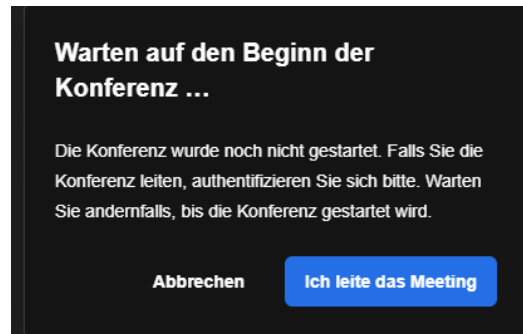 Warten auf den Beginn der
Konferenz ...
Die Konferenz wurde noch nicht gestartet. Falls Sie die
Konferenz leiten, authentifizieren Sie sich bitte. Warten
Sie andernfalls, bis die Konferenz gestartet wird.
Abbrechen
Ich leite das Meeting